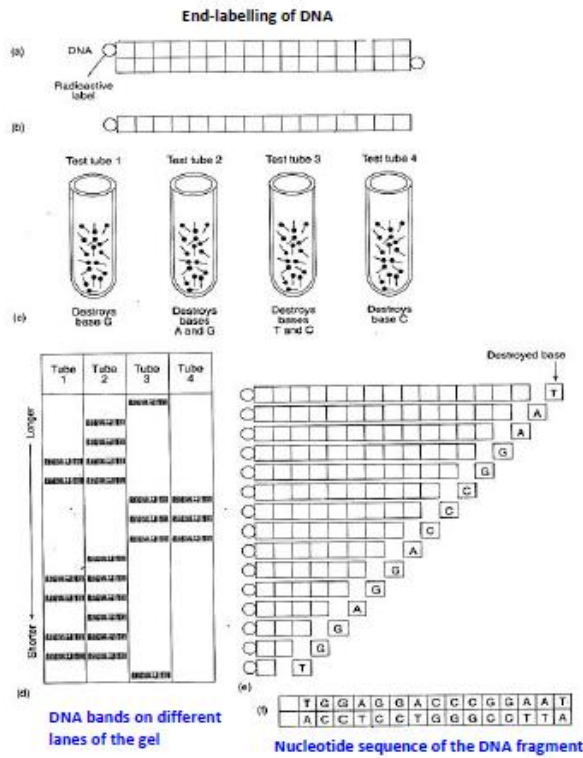 End-labelling of DNA
(a)
DNA
Radioactive
label
(b)
Test tube 1 Test tube 2 Test tube 3 Test tube 4
Destroys
base G
Destroys
bases
A and G
Destroys
bases
T and C
Destroys
base C
(c)
Tube
1
Tube
2
Tube
3
Tube
4
Longer
Shorter
(d)
DNA bands on different
lanes of the gel
Destroyed base
T
A
A
G
G
C
C
C
A
G
G
A
G
G
T
(e)
(f)
T G G A G G A C C C G G A A T
A C C T C C T G G G C C T T A
Nucleotide sequence of the DNA fragment